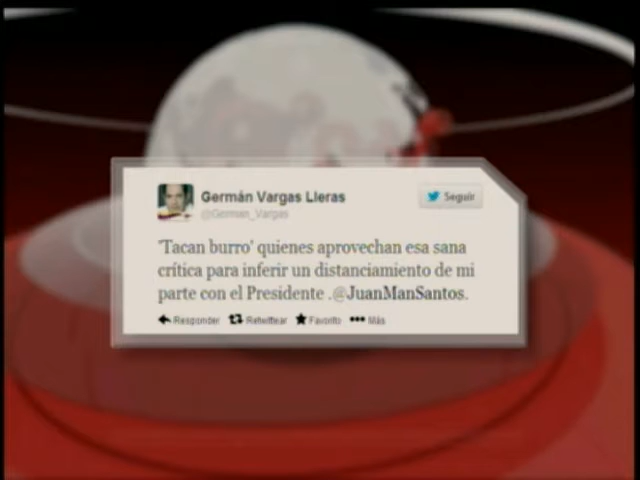 Germán Vargas Lleras
@German_Vargas
Seguir
'Tacan burro' quienes aprovechan esa sana
crítica para inferir un distanciamiento de mi
parte con el Presidente .@JuanManSantos.
Responder Retwittear Favorito Más